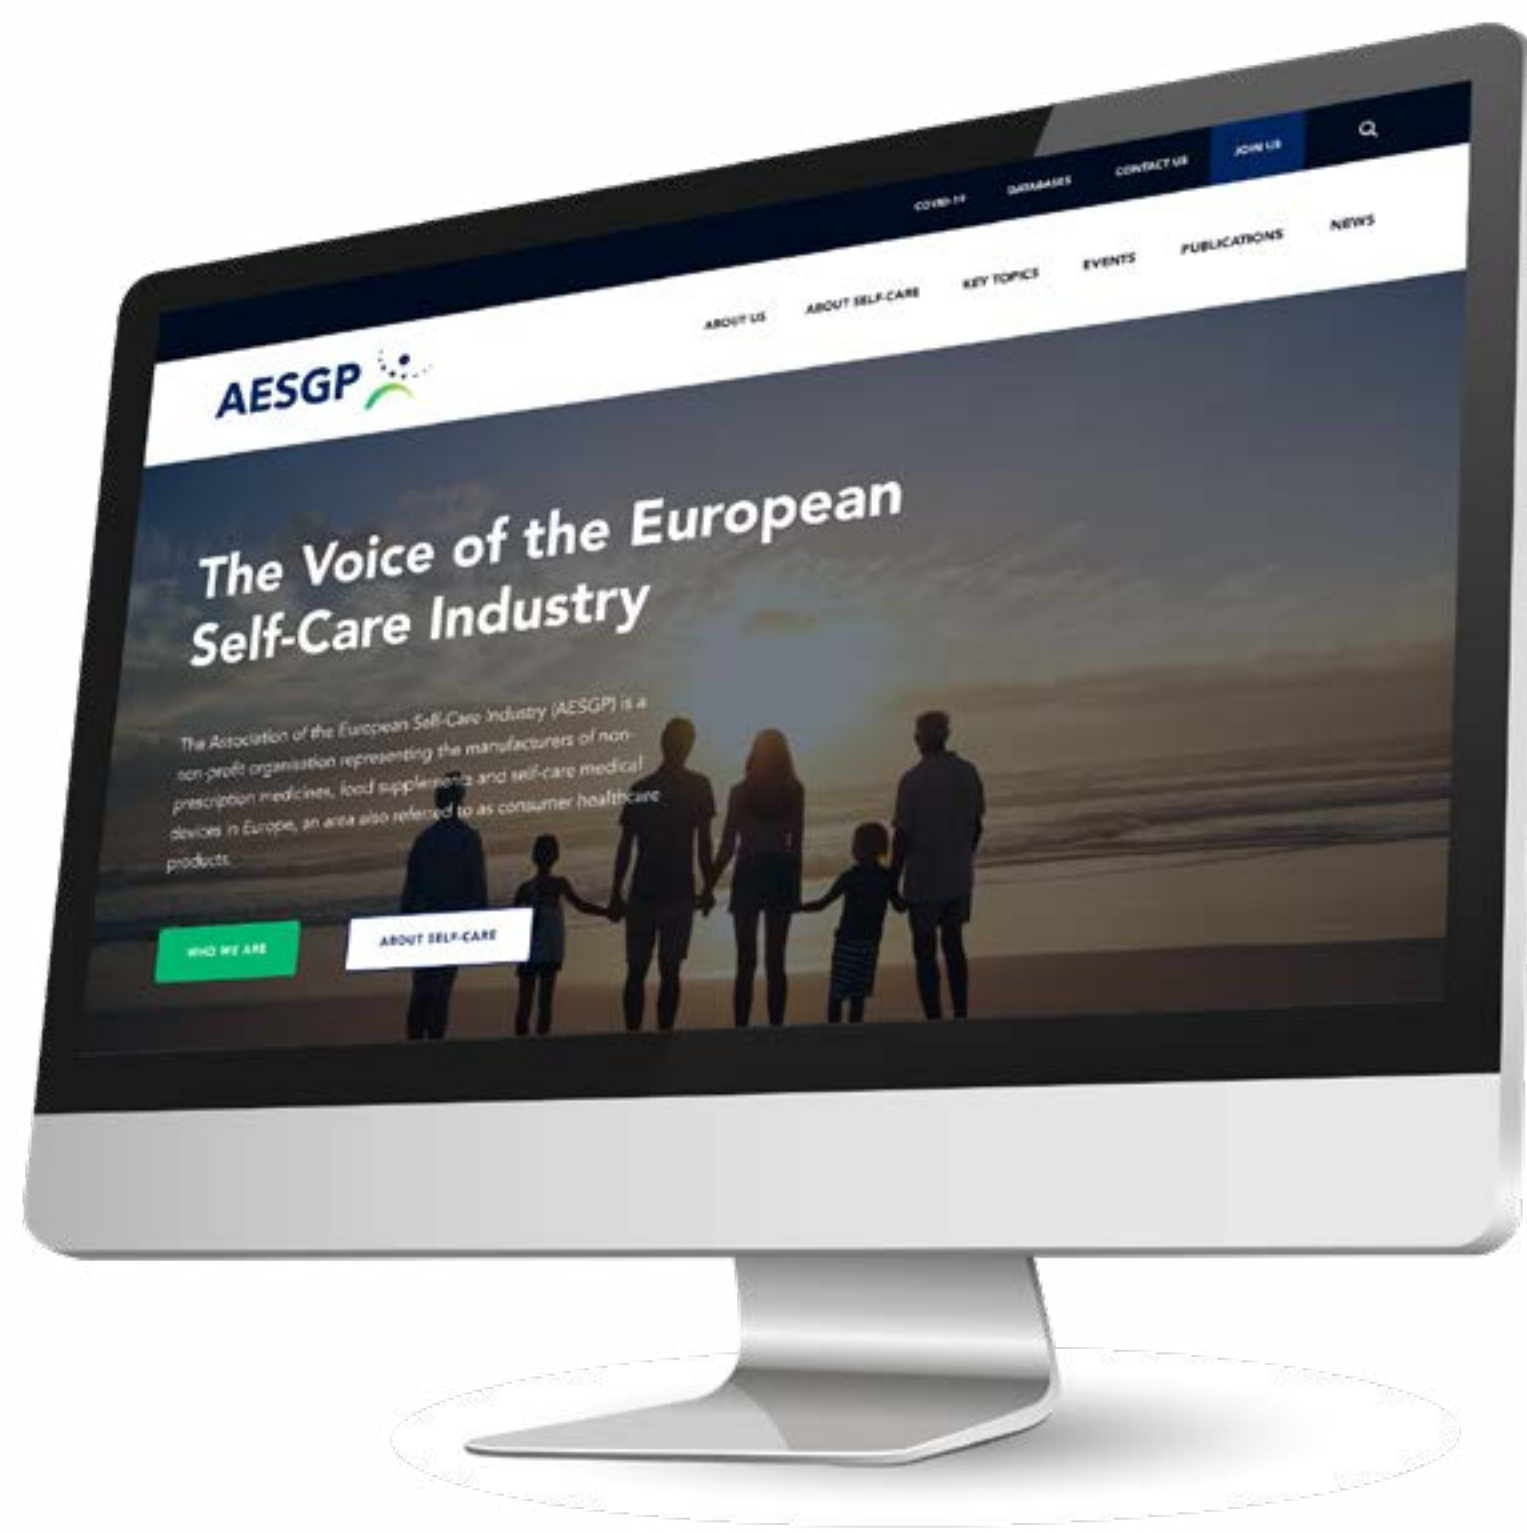 COVID-19 DATABASES CONTACT US JOIN US
ABOUT US ABOUT SELF-CARE KEY TOPICS EVENTS PUBLICATIONS NEWS
AESGP
The Voice of the European
Self-Care Industry
The Association of the European Self-Care Industry (AESGP) is a
non-profit organisation representing the manufacturers of non-
prescription medicines, food supplements and self-care medical
devices in Europe, an area also referred to as consumer healthcare
products.
WHO WE ARE ABOUT SELF-CARE